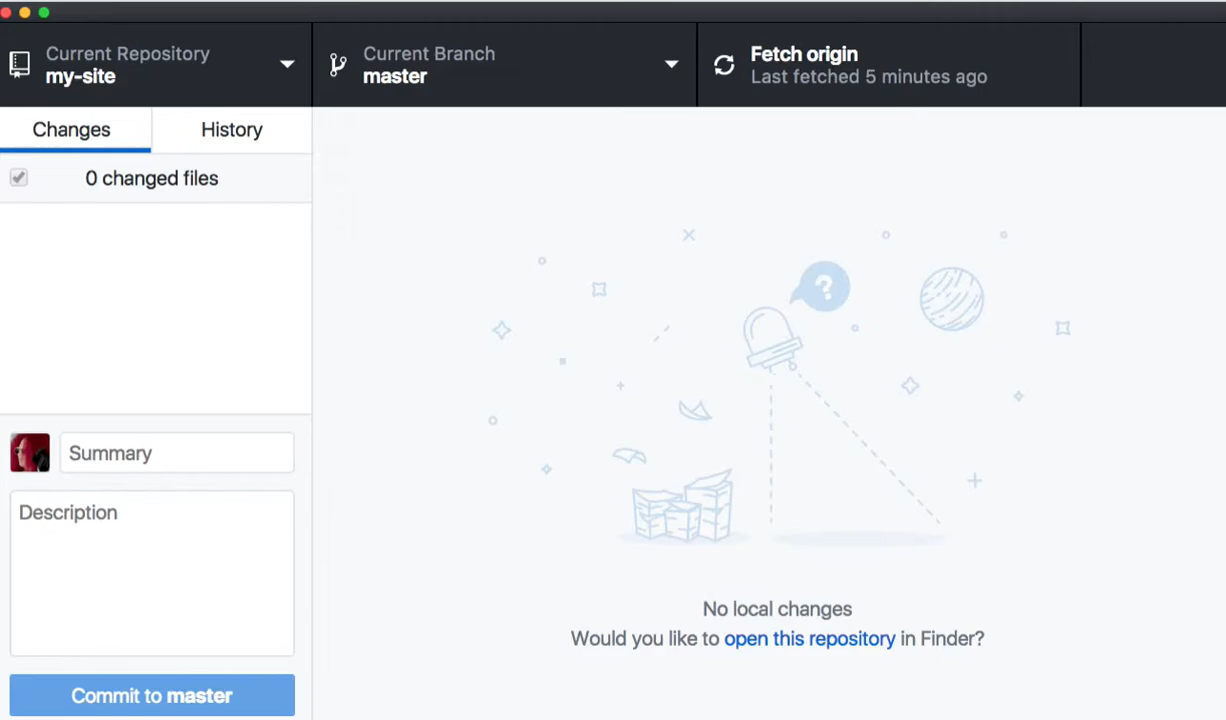 Current Repository
my-site
Current Branch
master
Fetch origin
Last fetched 5 minutes ago
Changes
History
0 changed files
?
Summary
Description
No local changes
Would you like to open this repository in Finder?
Commit to master